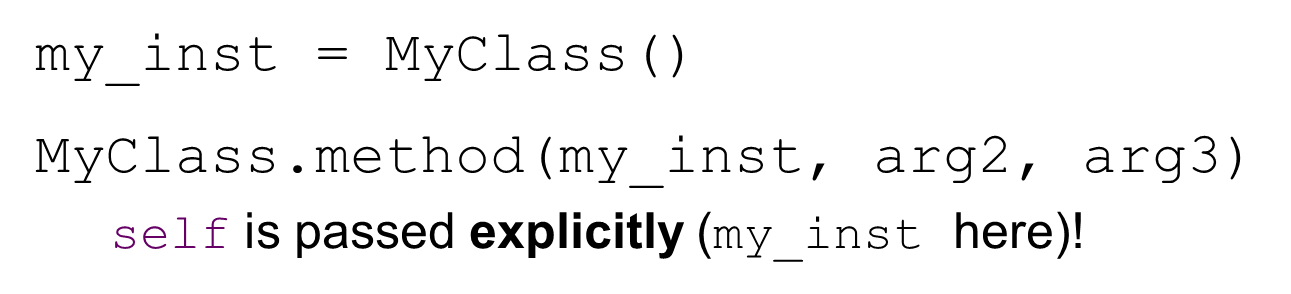 my_inst = MyClass()
MyClass.method(my_inst, arg2, arg3)
self is passed explicitly (my_inst here)!